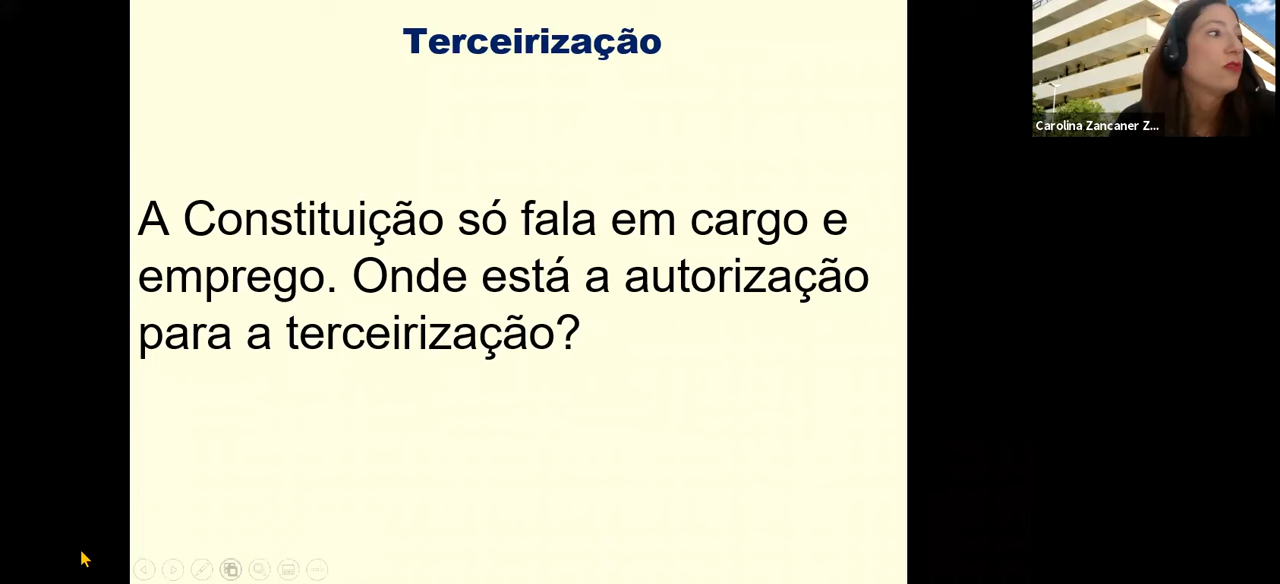 Terceirização
Carolina Zancaner Z...
A Constituição só fala em cargo e
emprego. Onde está a autorização
para a terceirização?